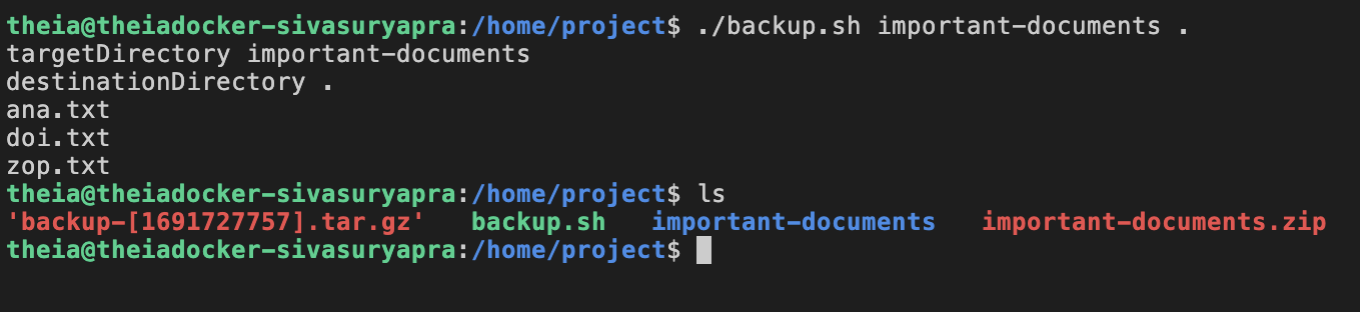 theia@theiadocker-sivasuryapra:/home/project$ ./backup.sh important-documents .
targetDirectory important-documents
destinationDirectory .
ana.txt
doi.txt
zop.txt
theia@theiadocker-sivasuryapra:/home/project$ ls
'backup-[1691727757].tar.gz'   backup.sh   important-documents   important-documents.zip
theia@theiadocker-sivasuryapra:/home/project$